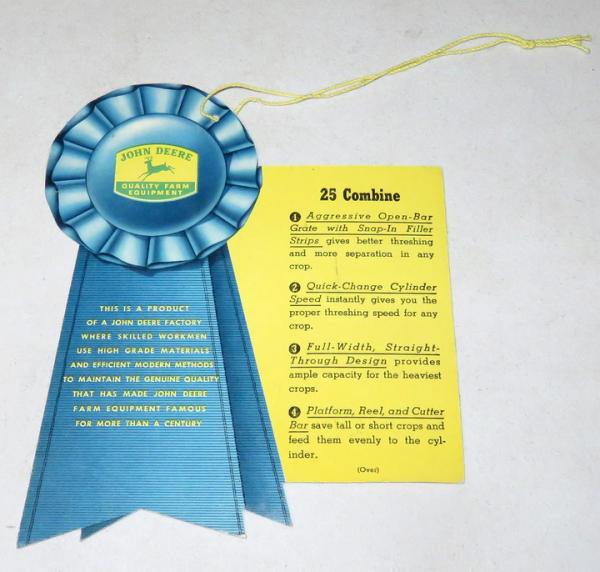 JOHN DEERE
QUALITY FARM
EQUIPMENT
THIS IS A PRODUCT
OF A JOHN DEERE FACTORY
WHERE SKILLED WORKMEN
USE HIGH GRADE MATERIALS
AND EFFICIENT MODERN METHODS
TO MAINTAIN THE GENUINE QUALITY
THAT HAS MADE JOHN DEERE
FARM EQUIPMENT FAMOUS
FOR MORE THAN A CENTURY
25 Combine
1 Aggressive Open-Bar
Grate with Snap-In Filler
Strips gives better threshing
and more separation in any
crop.
2 Quick-Change Cylinder
Speed instantly gives you the
proper threshing speed for any
crop.
3 Full-Width, Straight-
Through Design provides
ample capacity for the heaviest
crops.
4 Platform, Reel, and Cutter
Bar save tall or short crops and
feed them evenly to the cyl-
inder.
(Over)